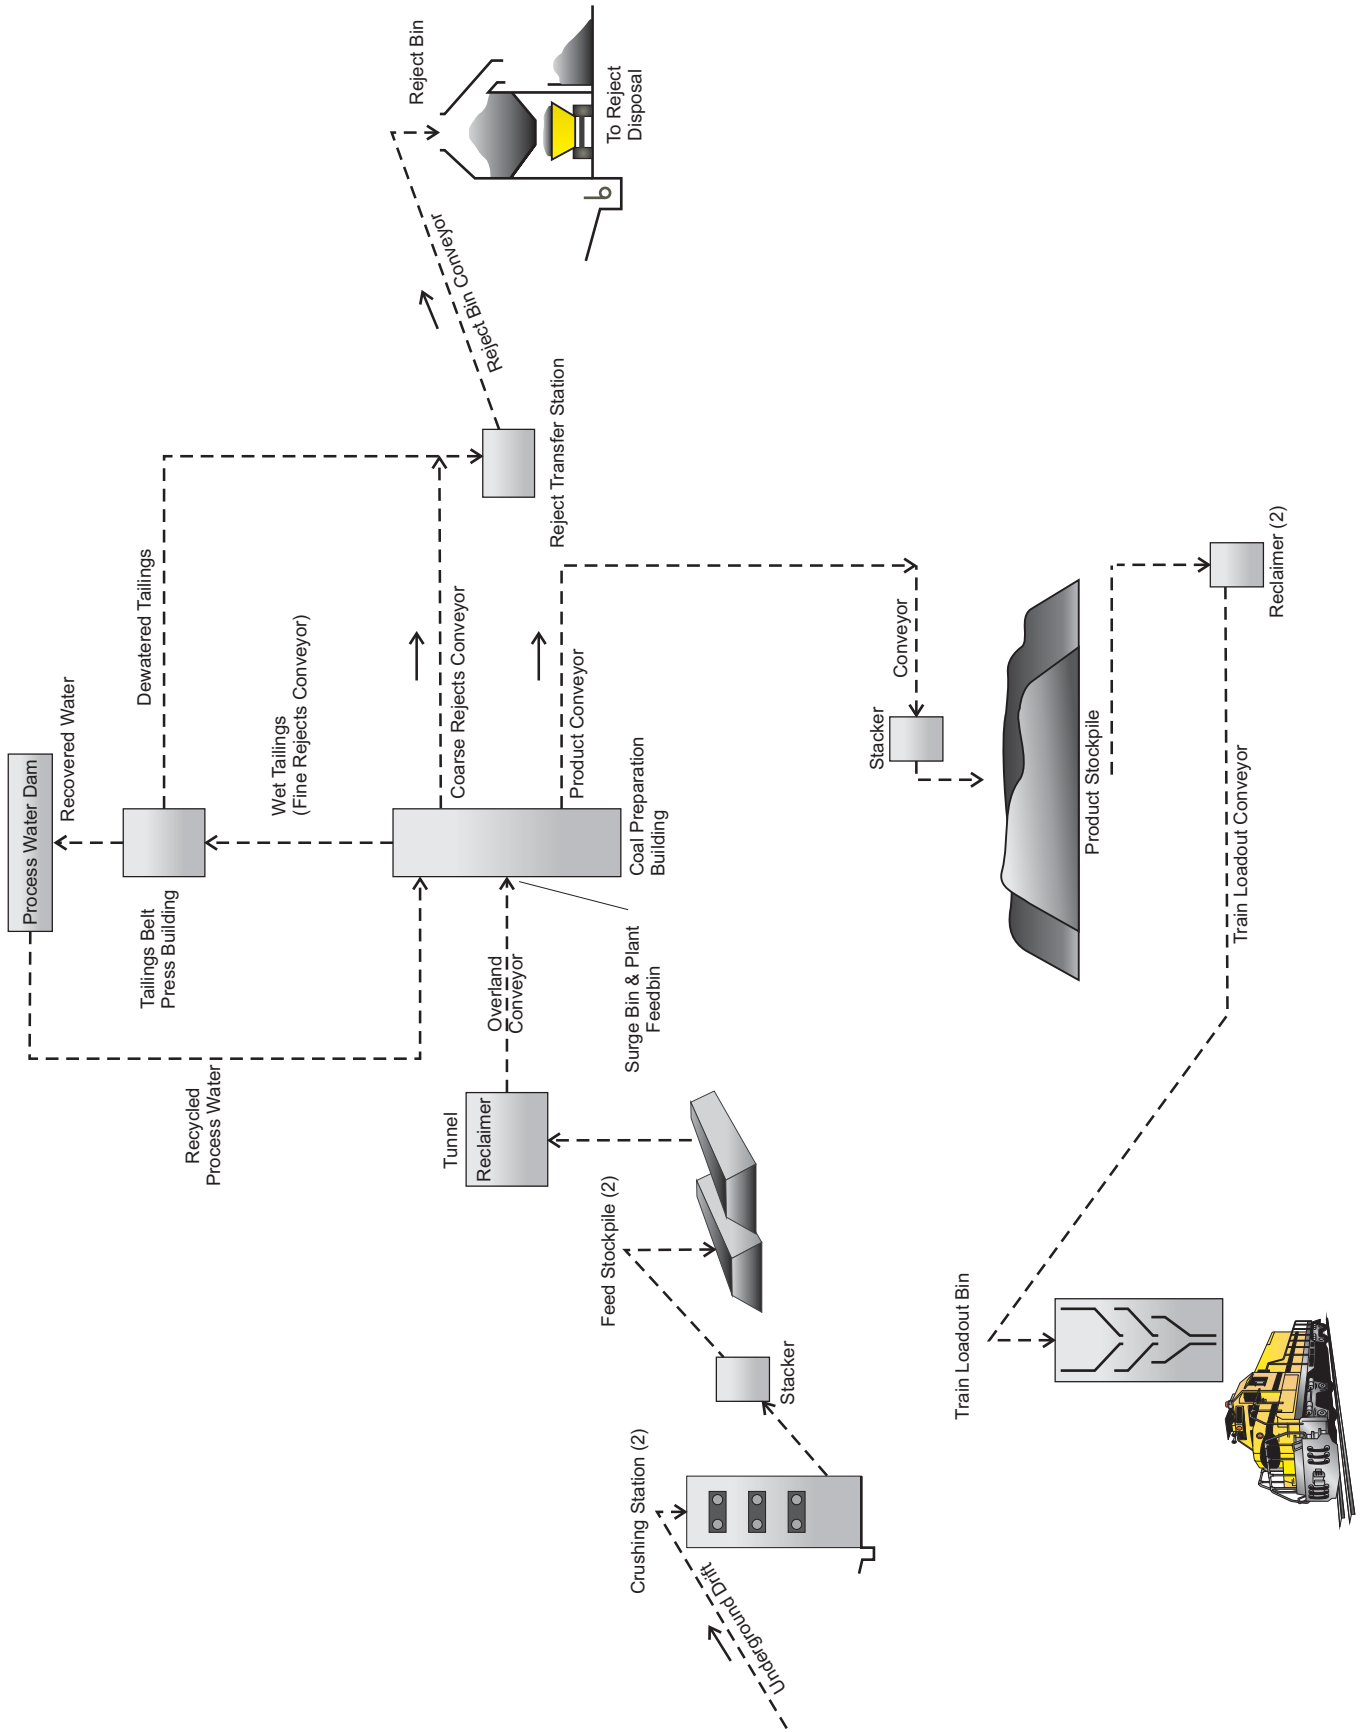 Process Water Dam
Recovered Water
Dewatered Tailings
Tailings Belt
Press Building
Recycled
Process Water
Wet Tailings
(Fine Rejects Conveyor)
Reject Bin
Reject Bin Conveyor
To Reject
Disposal
Reject Transfer Station
Coarse Rejects Conveyor
Product Conveyor
Coal Preparation
Building
Overland
Conveyor
Surge Bin & Plant
Feedbin
Tunnel
Reclaimer
Feed Stockpile (2)
Stacker
Crushing Station (2)
Underground Drift
Conveyor
Stacker
Product Stockpile
Reclaimer (2)
Train Loadout Conveyor
Train Loadout Bin